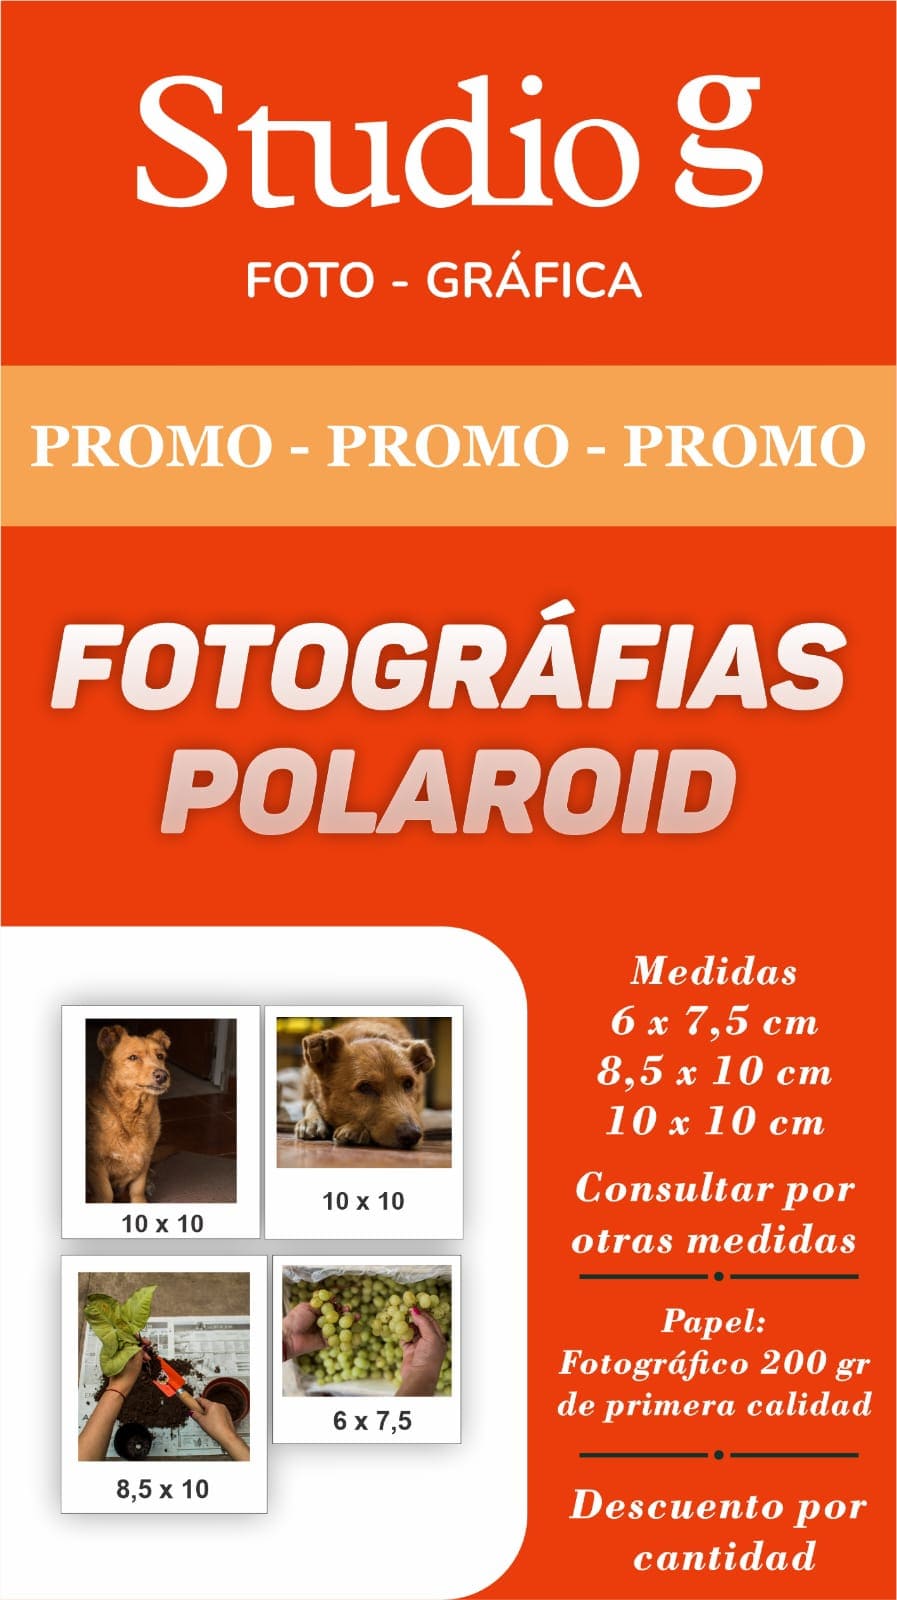 Studio g
FOTO - GRÁFICA
PROMO - PROMO - PROMO
FOTOGRÁFIAS
POLAROID
10 x 10
10 x 10
8,5 x 10
6 x 7,5
Medidas
6 x 7,5 cm
8,5 x 10 cm
10 x 10 cm
Consultar por
otras medidas
Papel:
Fotográfico 200 gr
de primera calidad
Descuento por
cantidad